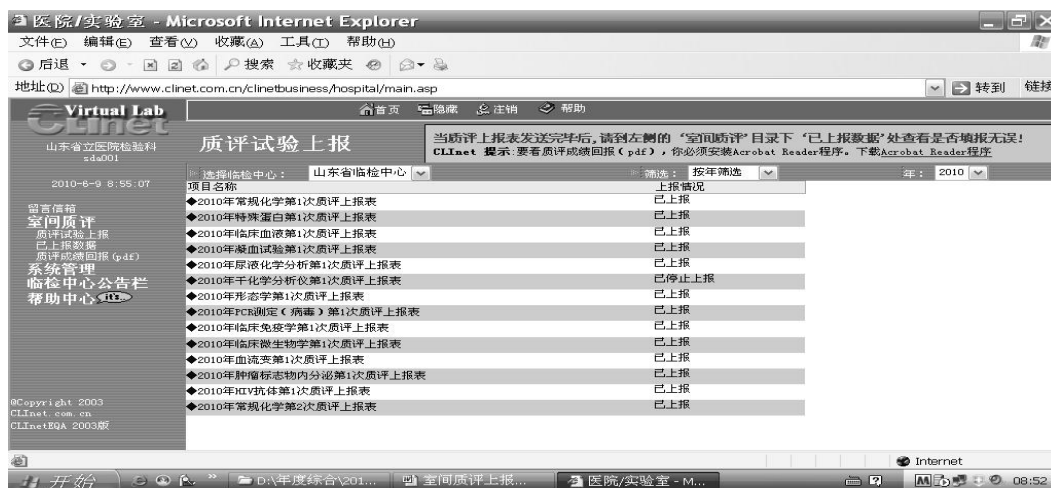 医院/实验室 - Microsoft Internet Explorer
文件(F) 编辑(E) 查看(V) 收藏(A) 工具(T) 帮助(H)
后退 搜索 收藏夹
地址(D) http://www.clinet.com.cn/clinetbusiness/hospital/main.asp 转到 链接
Virtual Lab
CLInet
首页 隐藏 注销 帮助
山东省立医院检验科
sda001
质评试验上报
当质评上报表发送完毕后,请到左侧的 ‘室间质评’目录下 ‘已上报数据’处查看是否填报无误!
CLInet 提示:要看质评成绩回报(pdf),你必须安装Acrobat Reader程序。下载Acrobat Reader程序
2010-6-9 8:55:07
选择临检中心: 山东省临检中心 筛选: 按年筛选 年: 2010
留言信箱
室间质评
质评试验上报
已上报数据
质评成绩回报(pdf)
系统管理
临检中心公告栏
帮助中心 it's...
项目名称 上报情况
◆2010年常规化学第1次质评上报表 已上报
◆2010年特殊蛋白第1次质评上报表 已上报
◆2010年临床血液第1次质评上报表 已上报
◆2010年凝血试验第1次质评上报表 已上报
◆2010年尿液化学分析第1次质评上报表 已上报
◆2010年干化学分析仪第1次质评上报表 已停止上报
◆2010年形态学第1次质评上报表 已上报
◆2010年PCR测定(病毒)第1次质评上报表 已上报
◆2010年临床免疫学第1次质评上报表 已上报
◆2010年临床微生物学第1次质评上报表 已上报
◆2010年血流变第1次质评上报表 已上报
◆2010年肿瘤标志物内分泌第1次质评上报表 已上报
◆2010年HIV抗体第1次质评上报表 已上报
◆2010年常规化学第2次质评上报表 已上报
@Copyright 2003
CLInet.com.cn
CLInetEQA 2003版
Internet
开始 D:\年度综合\201... 室间质评上报... 医院/实验室 - M... 08:52